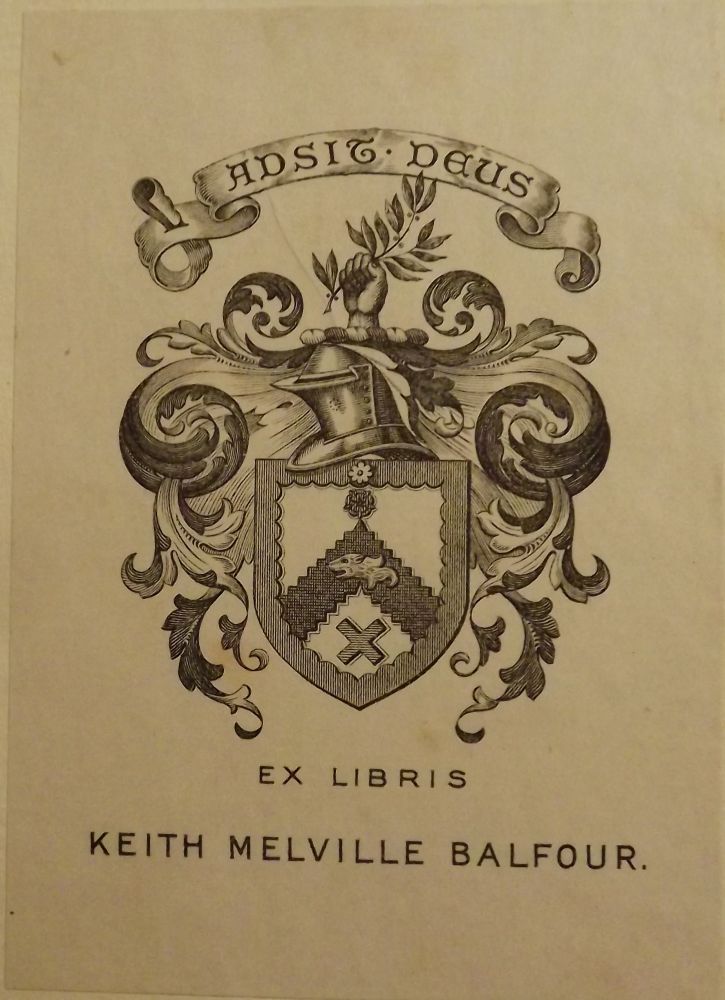 ADSIT · DEUS
EX LIBRIS
KEITH MELVILLE BALFOUR.